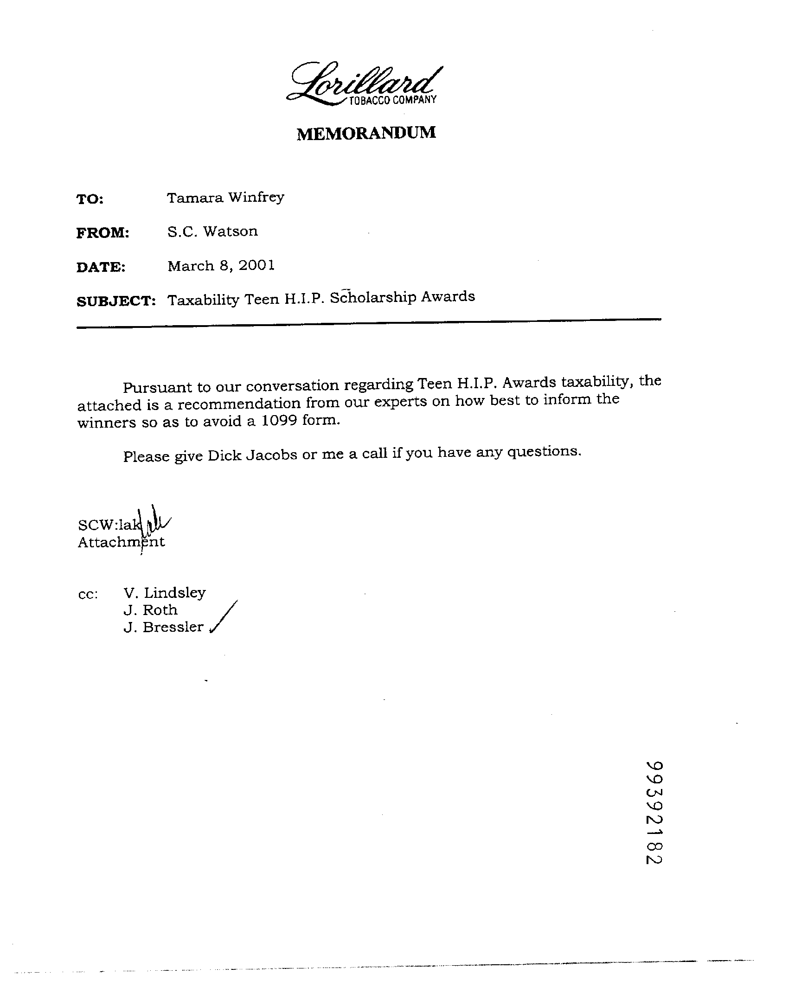 Lorillard
TOBACCO COMPANY
MEMORANDUM
TO: Tamara Winfrey
FROM: S.C. Watson
DATE: March 8, 2001
SUBJECT: Taxability Teen H.I.P. Scholarship Awards
Pursuant to our conversation regarding Teen H.I.P. Awards taxability, the
attached is a recommendation from our experts on how best to inform the
winners so as to avoid a 1099 form.
Please give Dick Jacobs or me a call if you have any questions.
SCW:lak
Attachment
cc: V. Lindsley
J. Roth
J. Bressler
99392182